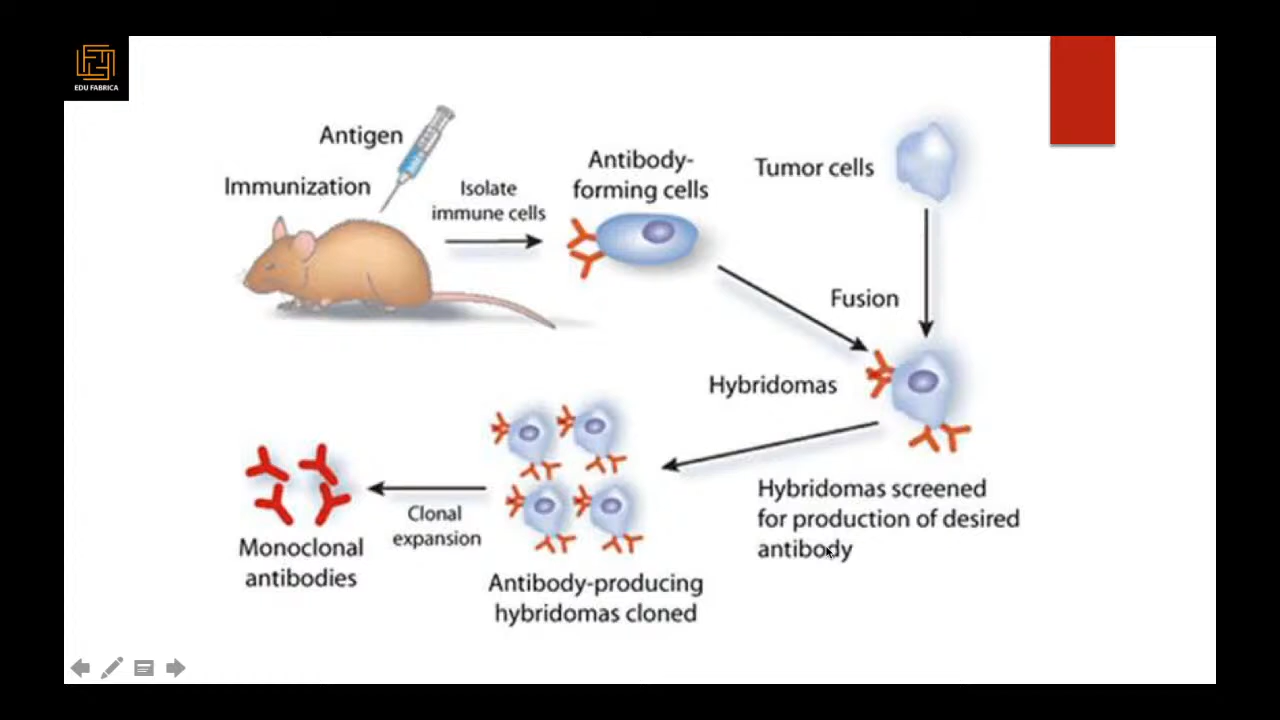 EDU FABRICA
Antigen
Immunization
Isolate
immune cells
Antibody-
forming cells
Tumor cells
Fusion
Hybridomas
Hybridomas screened
for production of desired
antibody
Antibody-producing
hybridomas cloned
Clonal
expansion
Monoclonal
antibodies